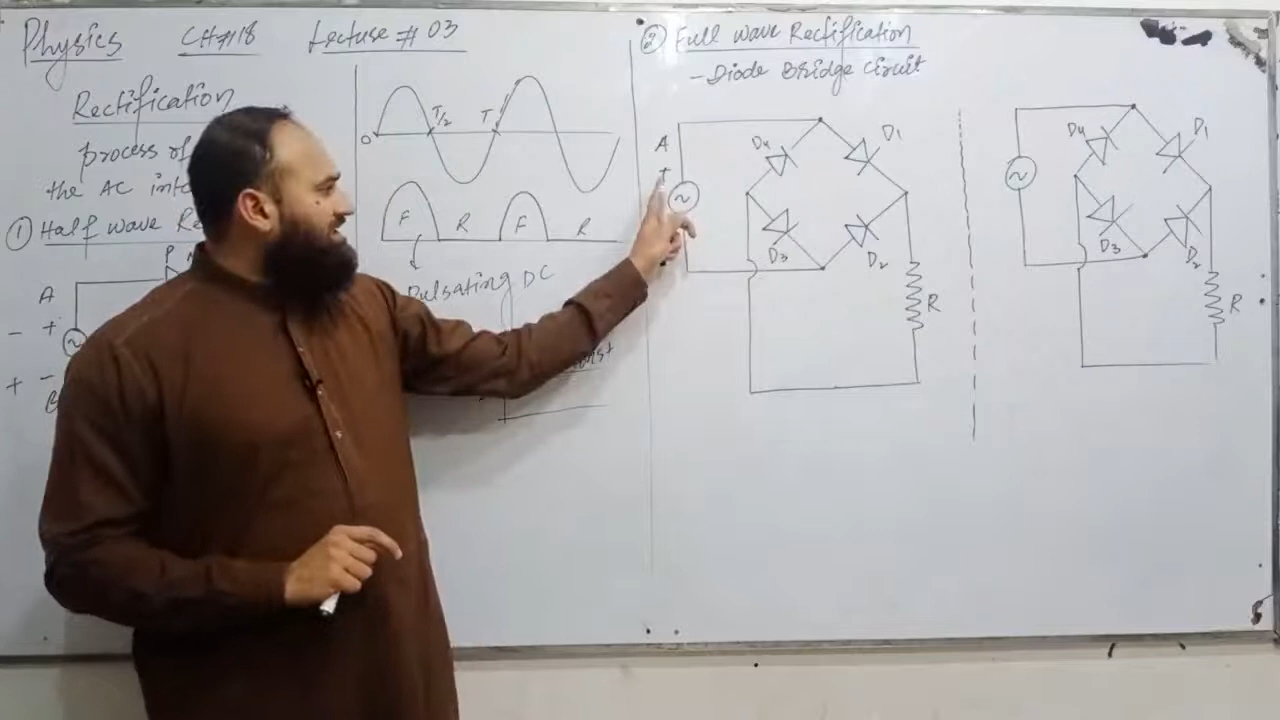 Physics CH#18 Lecture # 03
Rectification
process of
the AC into
① Half wave Re
P
A
- +
+ -
0 T/2 T
F R F R
Pulsating DC
② Full wave Rectification
- Diode Bridge Circuit
A
+
~
D4 D1
D3 D2
R
~
D4 D1
D3 D2
R